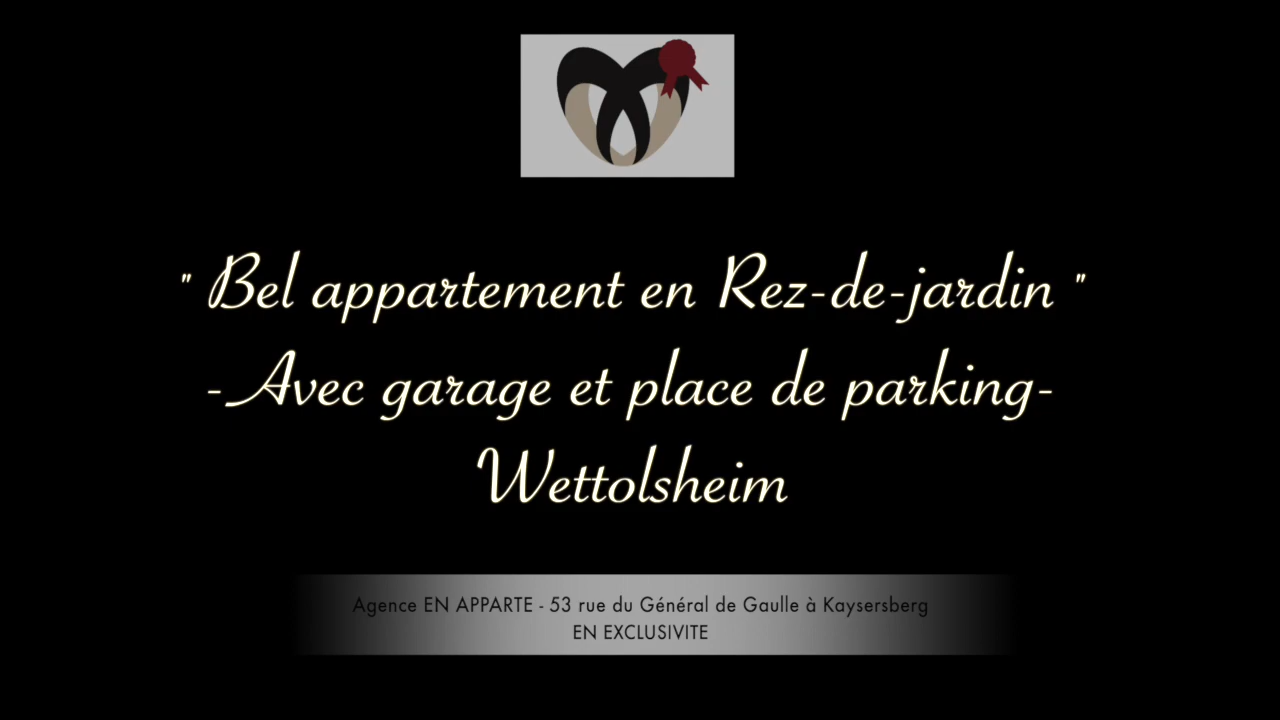 " Bel appartement en Rez-de-jardin "
-Avec garage et place de parking-
Wettolsheim
Agence EN APPARTE - 53 rue du Général de Gaulle à Kaysersberg
EN EXCLUSIVITE